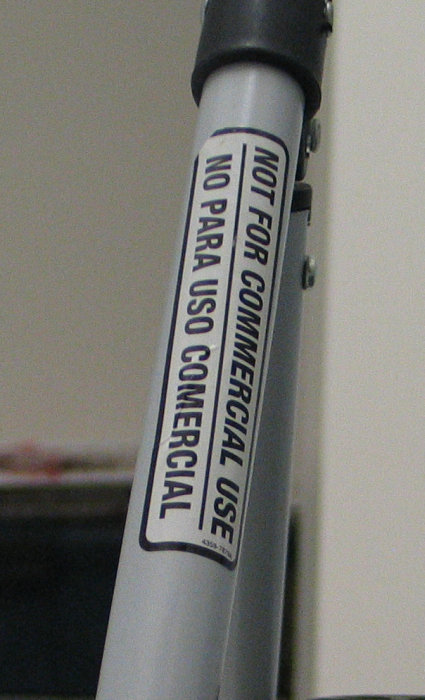 NOT FOR COMMERCIAL USE
NO PARA USO COMERCIAL